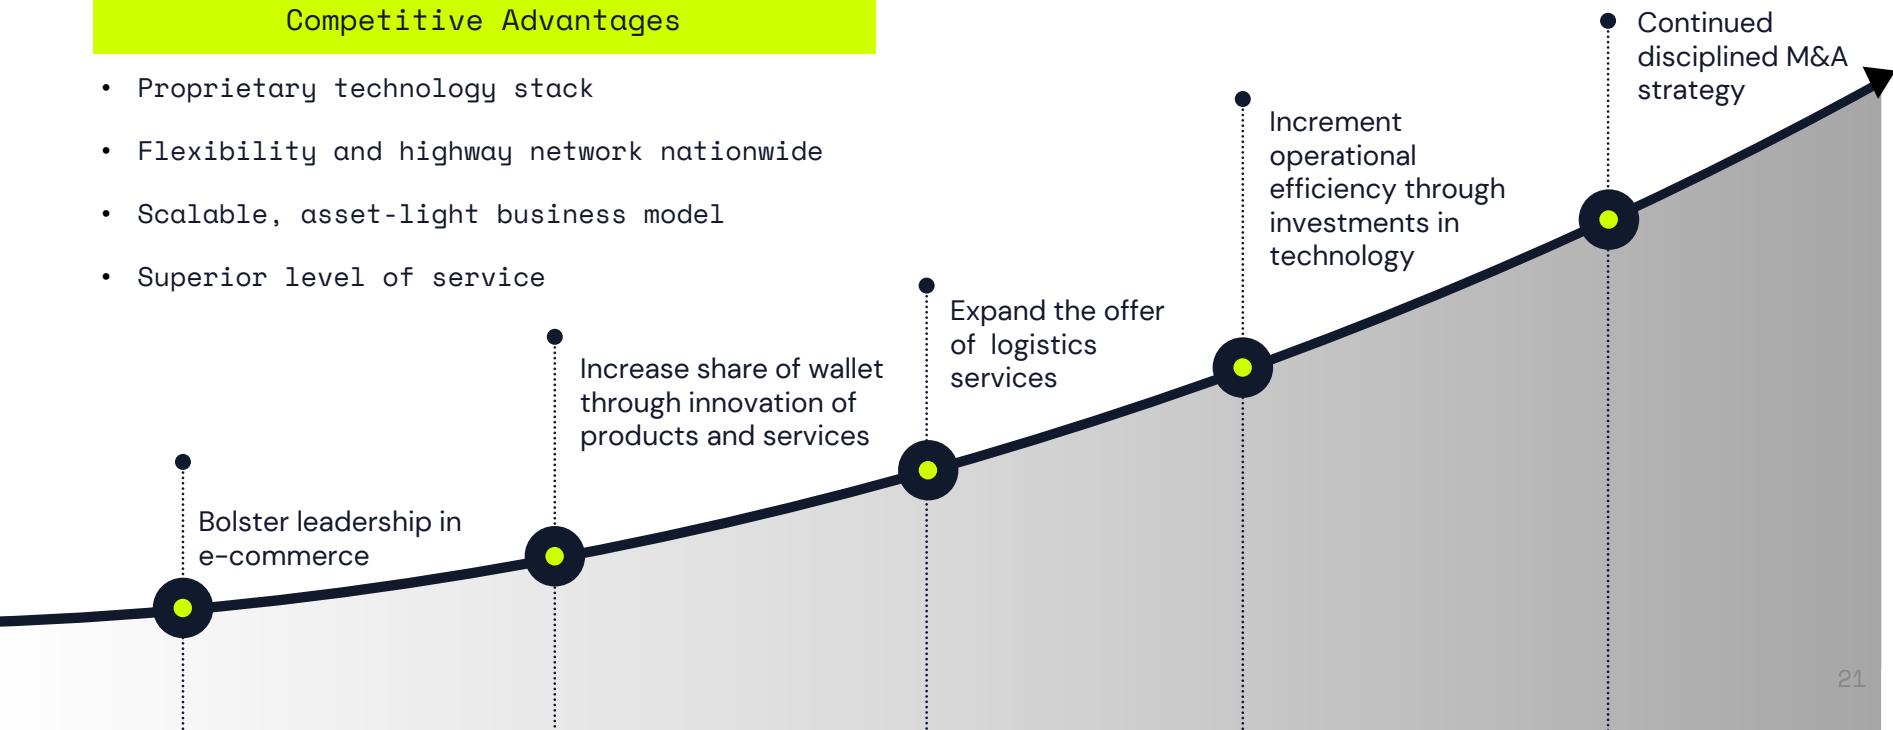 Competitive Advantages
• Proprietary technology stack
• Flexibility and highway network nationwide
• Scalable, asset-light business model
• Superior level of service
Bolster leadership in
e-commerce
Increase share of wallet
through innovation of
products and services
Expand the offer
of  logistics
services
Increment
operational
efficiency through
investments in
technology
Continued
disciplined M&A
strategy
21